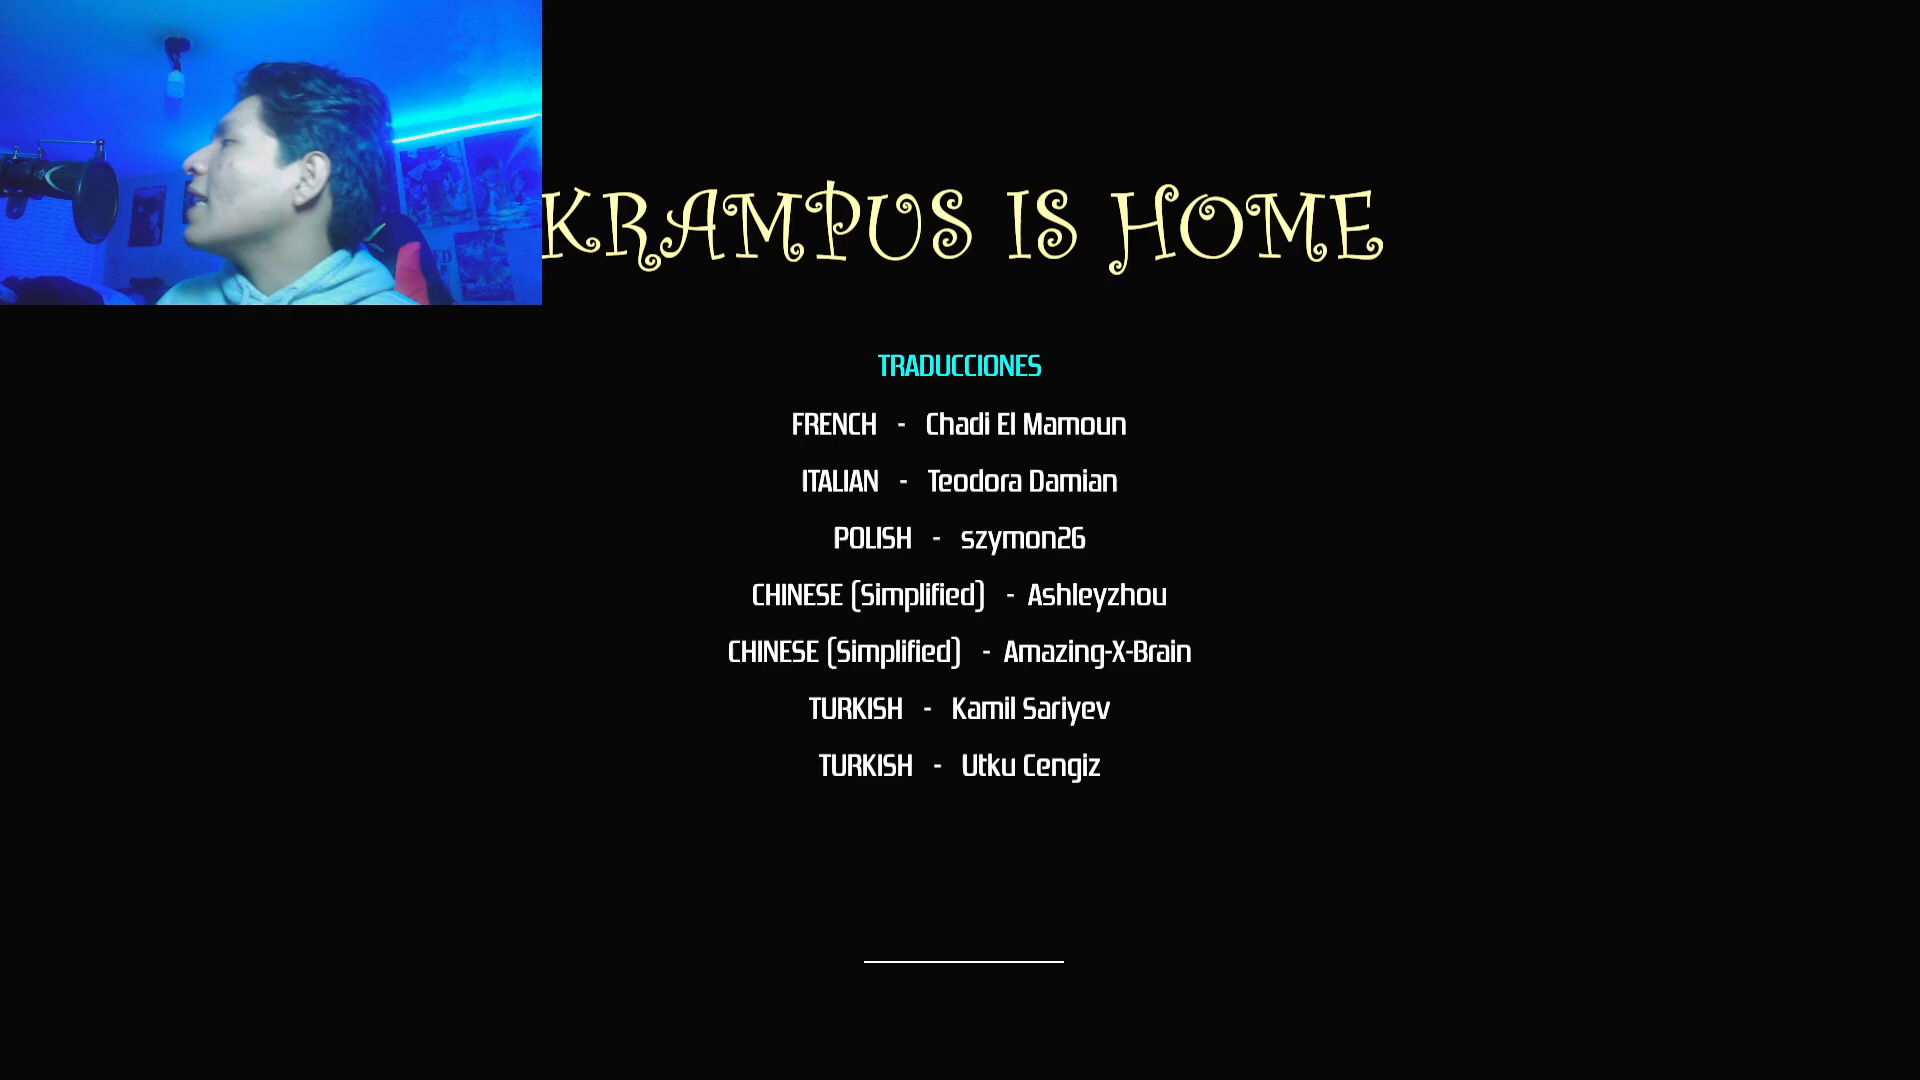 KRAMPUS IS HOME
TRADUCCIONES
FRENCH - Chadi El Mamoun
ITALIAN - Teodora Damian
POLISH - szymon26
CHINESE (Simplified) - Ashleyzhou
CHINESE (Simplified) - Amazing-X-Brain
TURKISH - Kamil Sariyev
TURKISH - Utku Cengiz